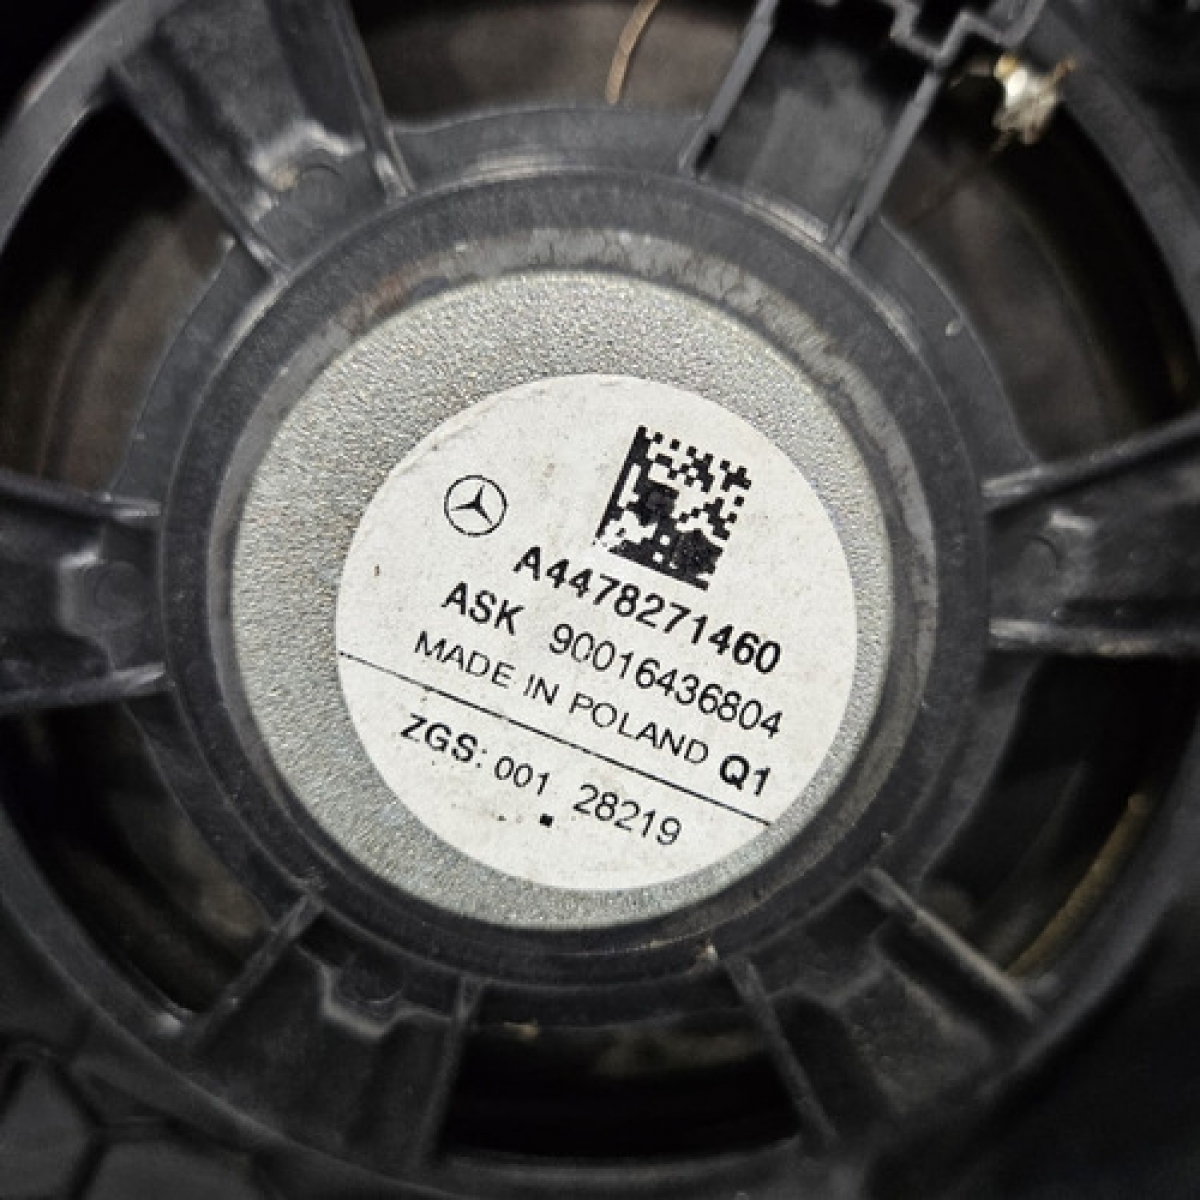 A4478271460
ASK 90016436804
MADE IN POLAND Q1
ZGS: 001 28219